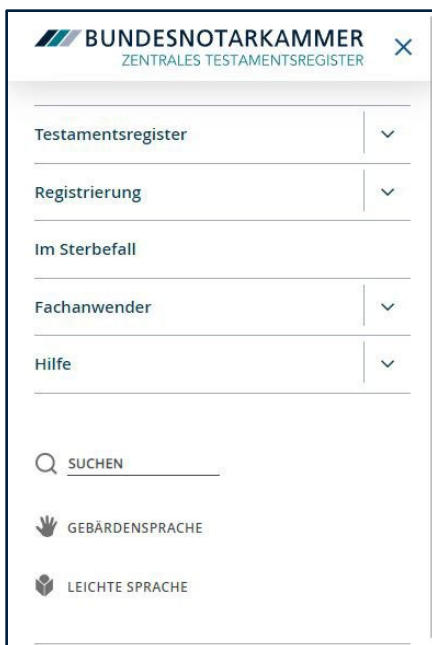 BUNDESNOTARKAMMER
ZENTRALES TESTAMENTSREGISTER
Testamentsregister
Registrierung
Im Sterbefall
Fachanwender
Hilfe
SUCHEN
GEBÄRDENSPRACHE
LEICHTE SPRACHE